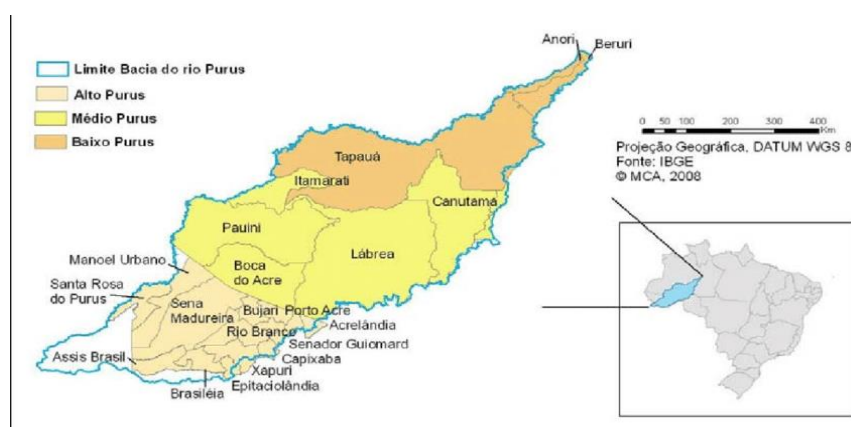 Limite Bacia do rio Purus
Alto Purus
Médio Purus
Baixo Purus
Anori
Beruri
0 50 100 200 300 400
Km
Projeção Geográfica, DATUM WGS 8
Fonte: IBGE
© MCA, 2008
Tapauá
Itamarati
Canutama
Pauini
Lábrea
Manoel Urbano
Boca
do Acre
Santa Rosa
do Purus
Sena
Madureira
Bujari
Porto Acre
Acrelândia
Rio Branco
Senador Guiomard
Assis Brasil
Capixaba
Xapuri
Epitaciolândia
Brasiléia